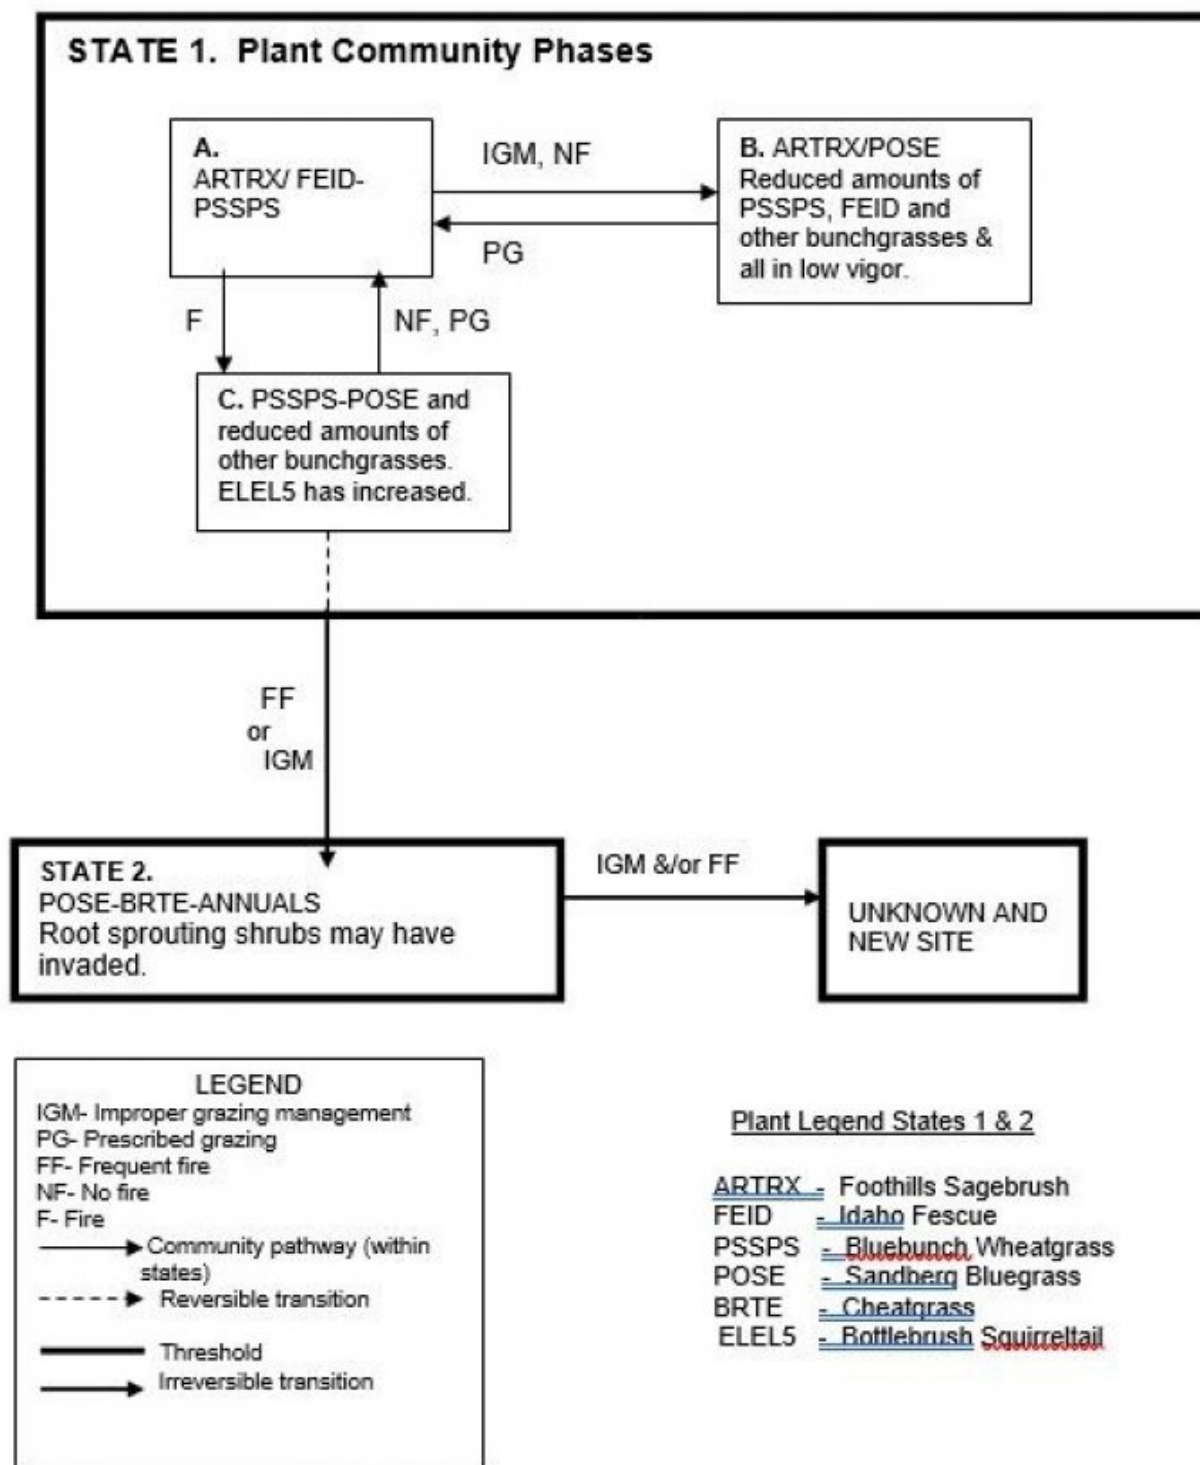 STATE 1. Plant Community Phases
A.
ARTRX/ FEID-
PSSPS
IGM, NF
PG
B. ARTRX/POSE
Reduced amounts of
PSSPS, FEID and
other bunchgrasses &
all in low vigor.
F
NF, PG
C. PSSPS-POSE and
reduced amounts of
other bunchgrasses.
ELEL5 has increased.
FF
or
IGM
STATE 2.
POSE-BRTE-ANNUALS
Root sprouting shrubs may have
invaded.
IGM &/or FF
UNKNOWN AND
NEW SITE
LEGEND
IGM- Improper grazing management
PG- Prescribed grazing
FF- Frequent fire
NF- No fire
F- Fire
Community pathway (within
states)
Reversible transition
Threshold
Irreversible transition
Plant Legend States 1 & 2
ARTRX - Foothills Sagebrush
FEID - Idaho Fescue
PSSPS - Bluebunch Wheatgrass
POSE - Sandberg Bluegrass
BRTE - Cheatgrass
ELEL5 - Bottlebrush Squirreltail